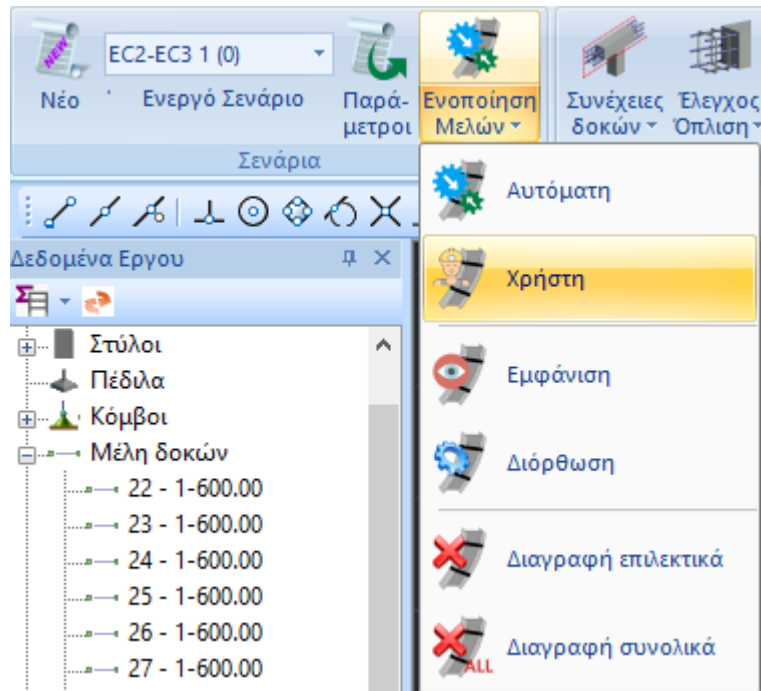 NEW
EC2-EC3 1 (0)
Νέο
Ενεργό Σενάριο
Παρά-
μετροι
Ενοποίηση
Μελών
Συνέχειες
δοκών
Έλεγχος
Όπλιση
Σενάρια
Αυτόματη
Χρήστη
Εμφάνιση
Διόρθωση
Διαγραφή επιλεκτικά
ALL
Διαγραφή συνολικά
Δεδομένα Εργου
Στύλοι
Πέδιλα
Κόμβοι
Μέλη δοκών
22 - 1-600.00
23 - 1-600.00
24 - 1-600.00
25 - 1-600.00
26 - 1-600.00
27 - 1-600.00